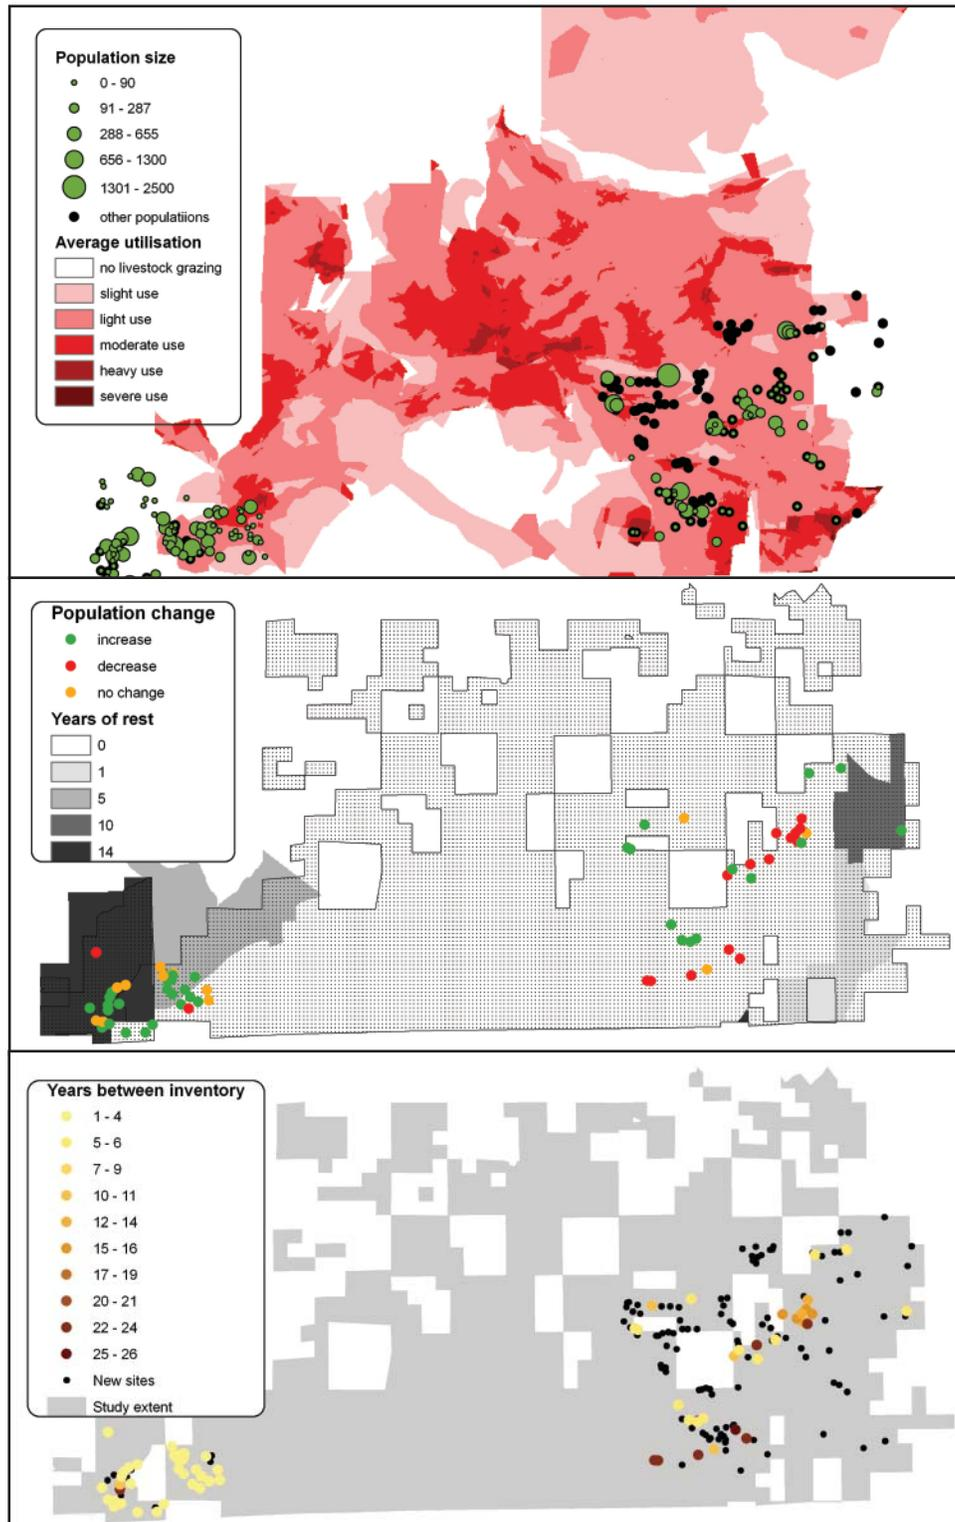 Population size
0 - 90
91 - 287
288 - 655
656 - 1300
1301 - 2500
other populatiions
Average utilisation
no livestock grazing
slight use
light use
moderate use
heavy use
severe use
Population change
increase
decrease
no change
Years of rest
0
1
5
10
14
Years between inventory
1 - 4
5 - 6
7 - 9
10 - 11
12 - 14
15 - 16
17 - 19
20 - 21
22 - 24
25 - 26
New sites
Study extent